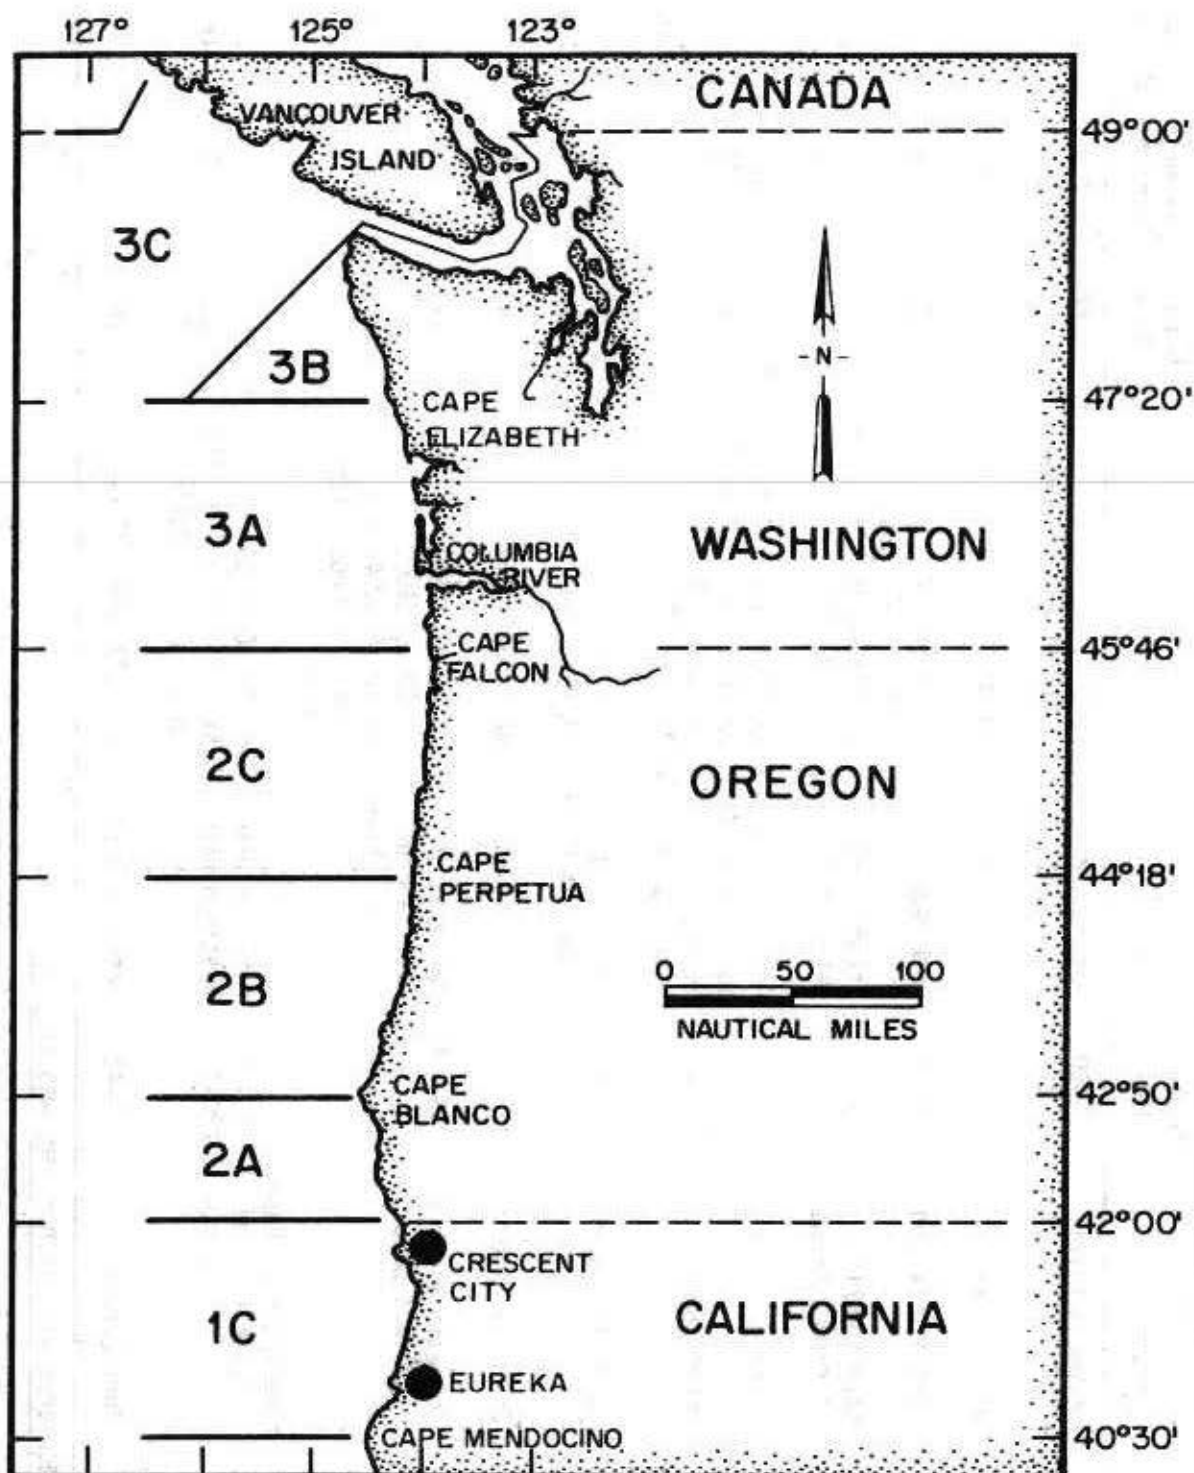 127° 125° 123°
CANADA
VANCOUVER
49°00'
ISLAND
3C
-N-
3B
CAPE
47°20'
ELIZABETH
3A
WASHINGTON
COLUMBIA
RIVER
CAPE
45°46'
FALCON
2C
OREGON
CAPE
44°18'
PERPETUA
0 50 100
2B
NAUTICAL MILES
CAPE
42°50'
BLANCO
2A
42°00'
CRESCENT
CITY
1C
CALIFORNIA
EUREKA
CAPE MENDOCINO
40°30'